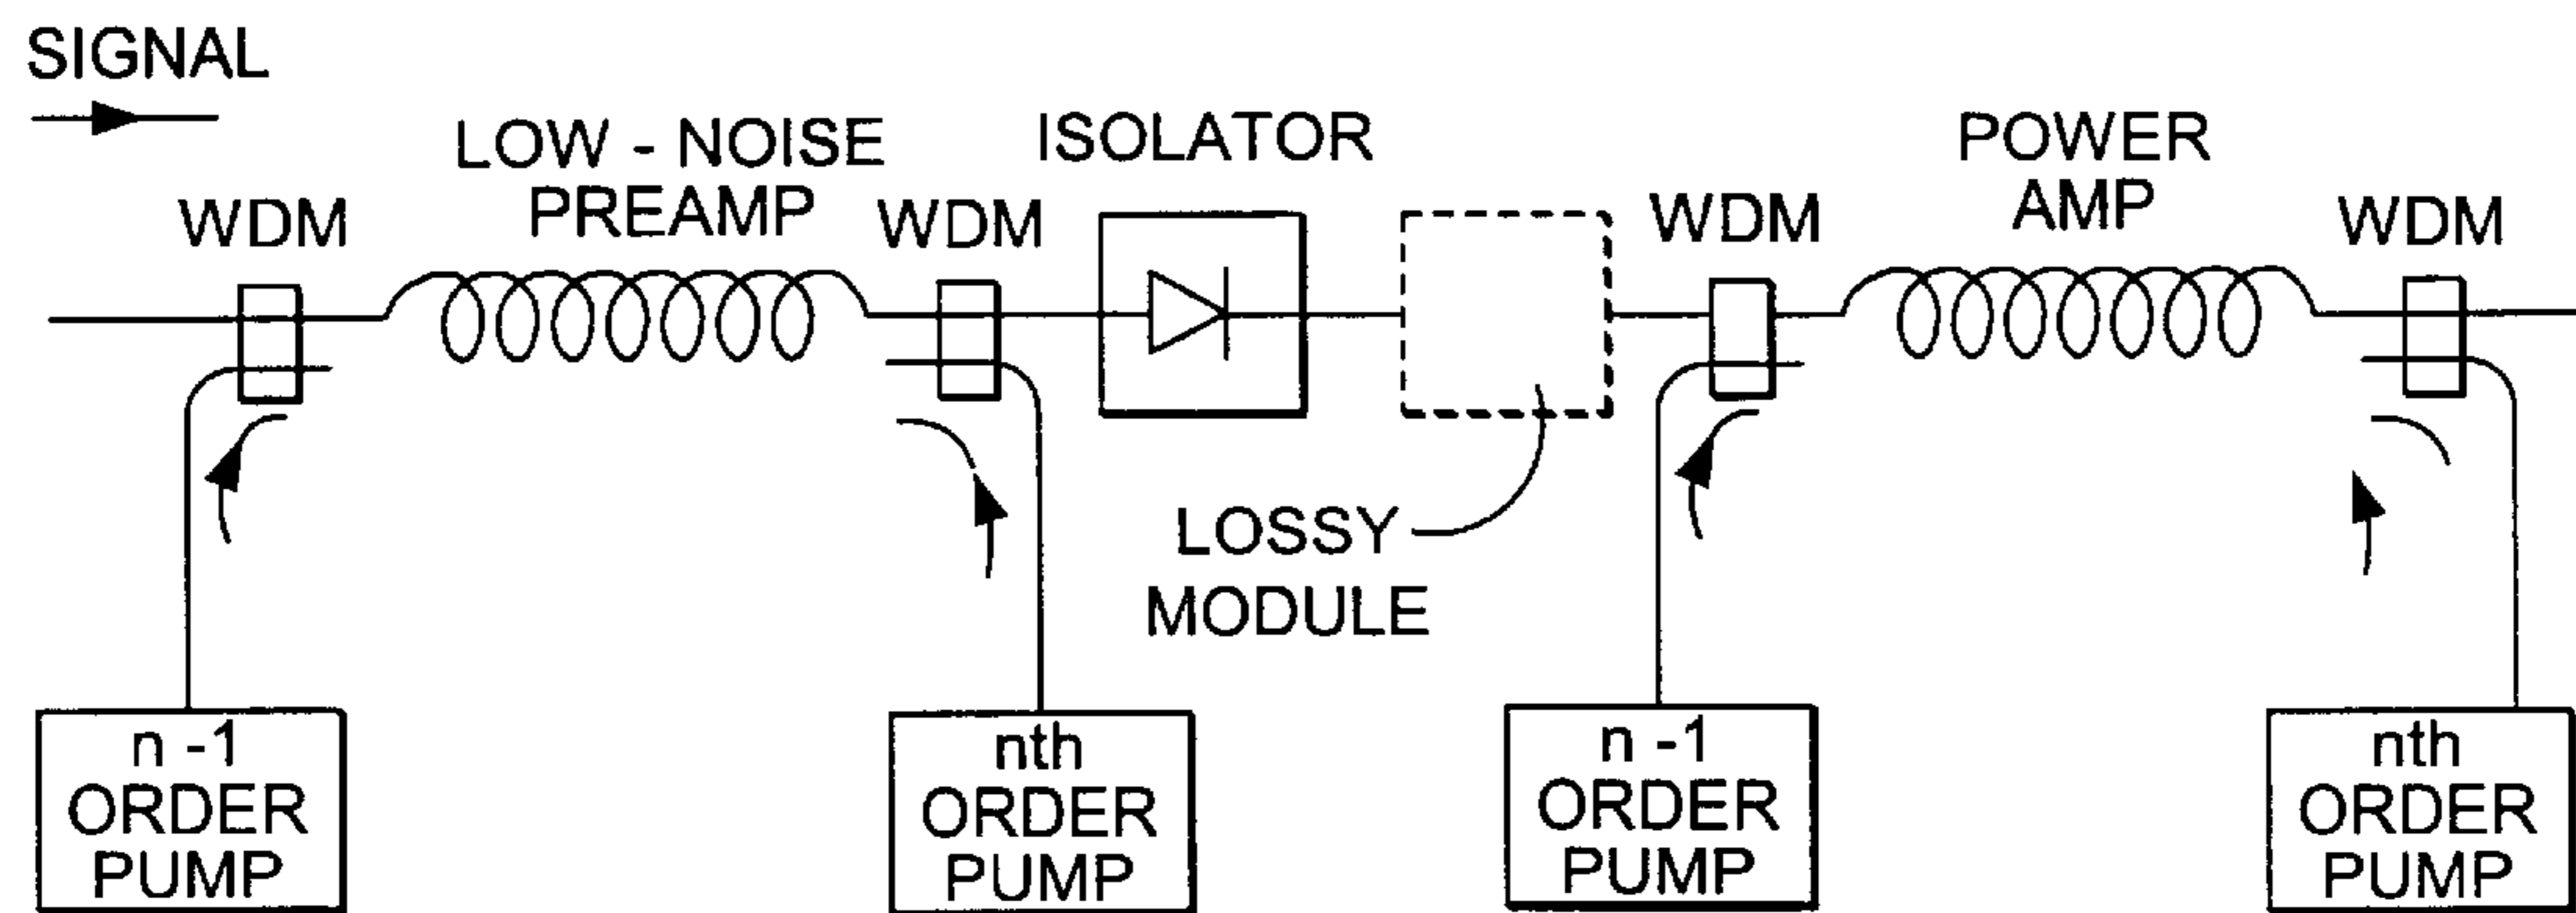 SIGNAL
LOW - NOISE
PREAMP
ISOLATOR
POWER
AMP
WDM
WDM
WDM
WDM
LOSSY
MODULE
n -1
ORDER
PUMP
nth
ORDER
PUMP
n -1
ORDER
PUMP
nth
ORDER
PUMP